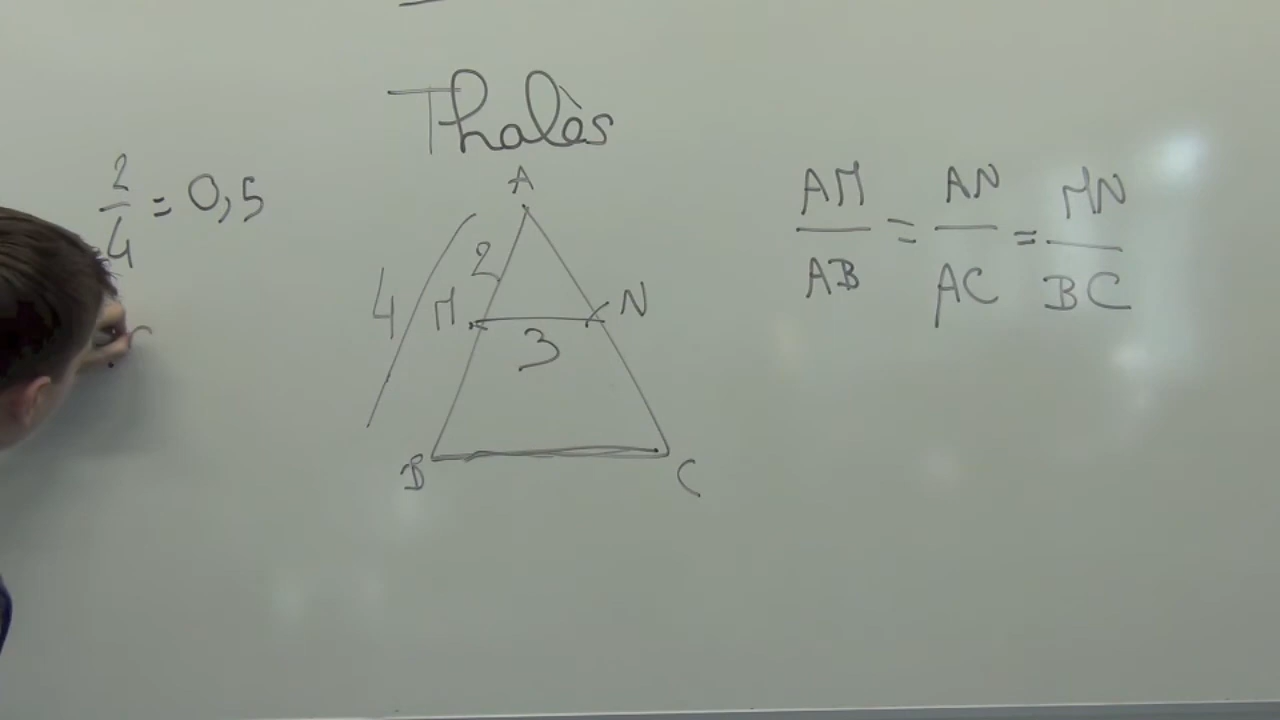 Thalès
2/4 = 0,5
A
2
4
M
N
3
B
C
AM/AB = AN/AC = MN/BC